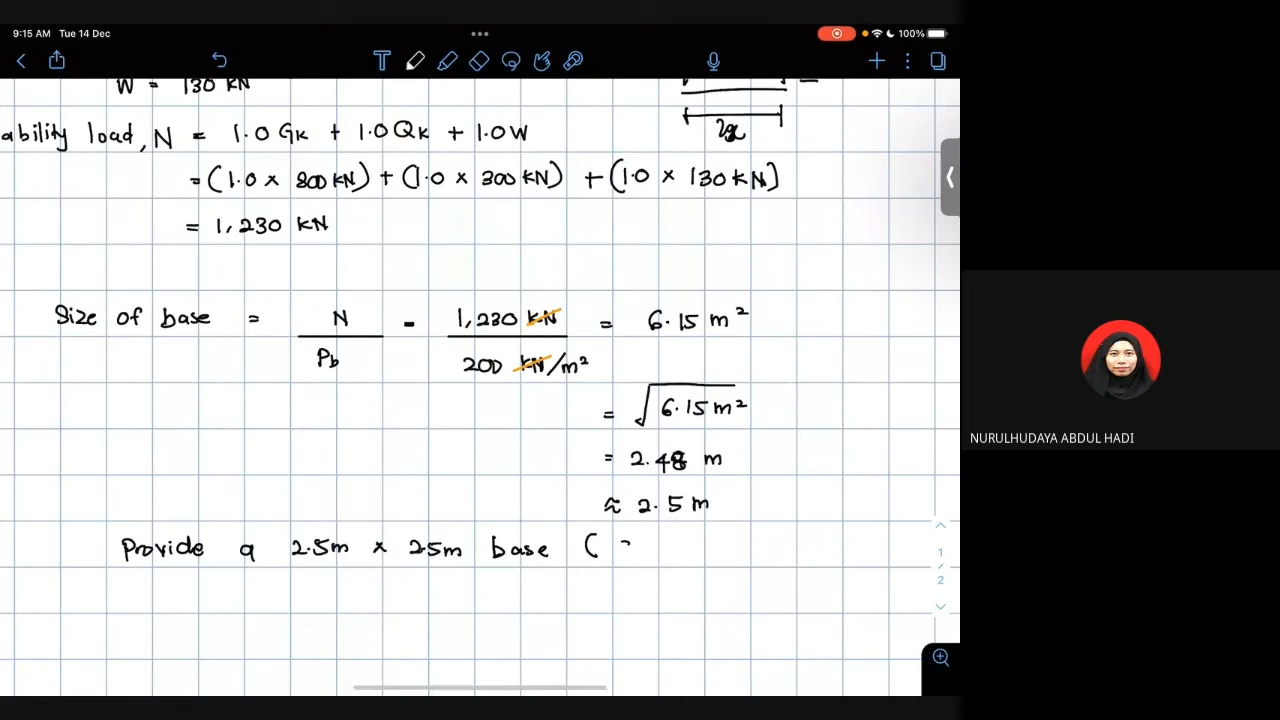 9:15 AM Tue 14 Dec
100%
W = 130 KN
ability load, N = 1.0 Gk + 1.0 Qk + 1.0 W
= (1.0 × 800 KN) + (1.0 × 300 KN) + (1.0 × 130 KN)
= 1,230 KN
Size of base = N / Pb = 1,230 KN / 200 KN/m² = 6.15 m²
= √6.15 m²
= 2.48 m
≈ 2.5 m
Provide a 2.5m × 2.5m base (
1 / 2
NURULHUDAYA ABDUL HADI